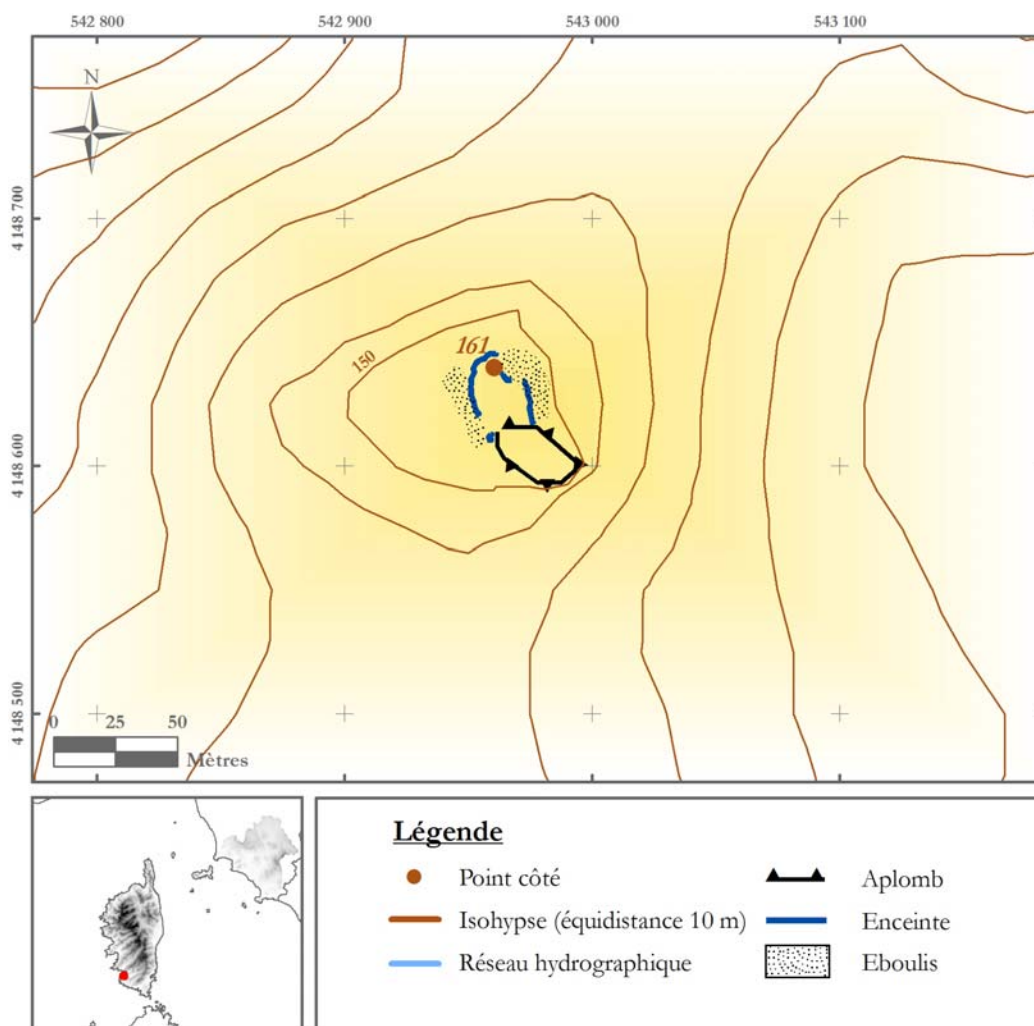 542 800 542 900 543 000 543 100
N
4 148 700
161
150
4 148 600
4 148 500
0 25 50
Mètres
Légende
Point côté
Isohypse (équidistance 10 m)
Réseau hydrographique
Aplomb
Enceinte
Eboulis